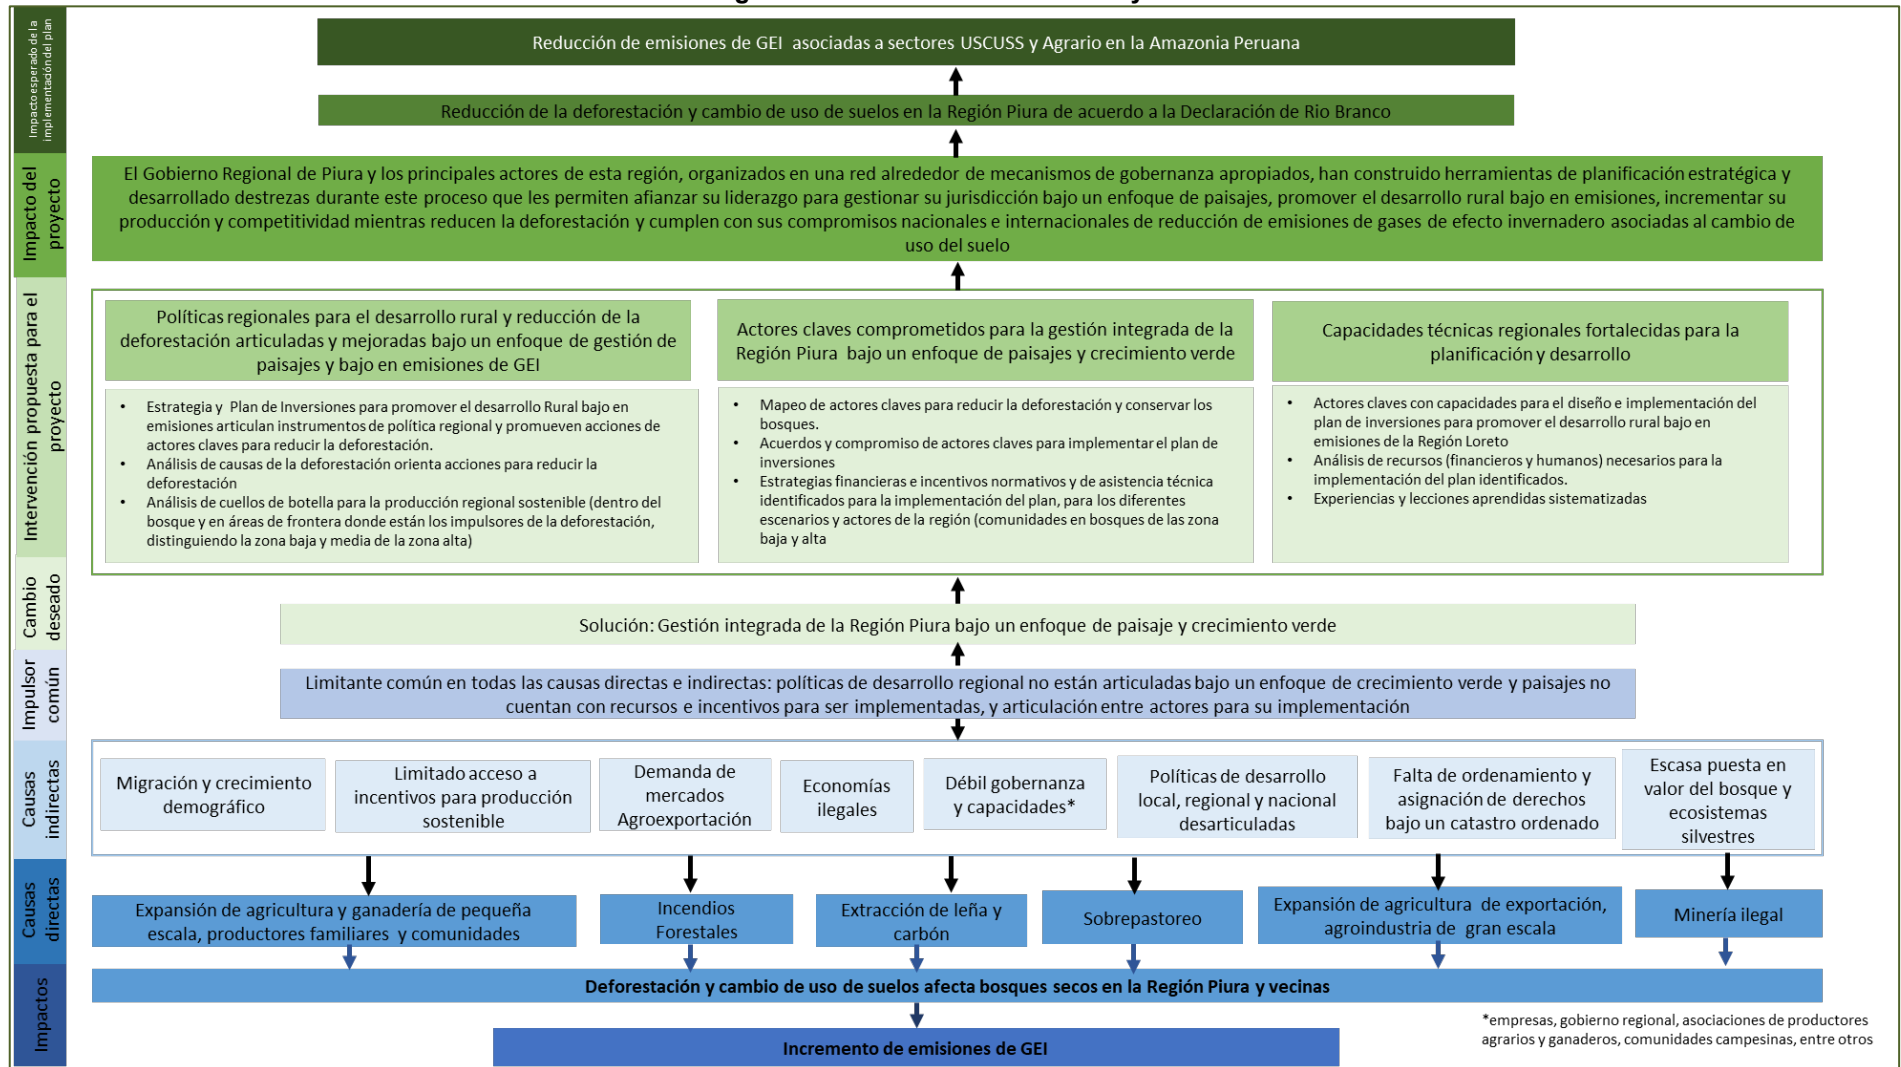 Impacto esperado de la
implementación del plan
Reducción de emisiones de GEI asociadas a sectores USCUSS y Agrario en la Amazonia Peruana
Reducción de la deforestación y cambio de uso de suelos en la Región Piura de acuerdo a la Declaración de Rio Branco
Impacto del
proyecto
El Gobierno Regional de Piura y los principales actores de esta región, organizados en una red alrededor de mecanismos de gobernanza apropiados, han construido herramientas de planificación estratégica y
desarrollado destrezas durante este proceso que les permiten afianzar su liderazgo para gestionar su jurisdicción bajo un enfoque de paisajes, promover el desarrollo rural bajo en emisiones, incrementar su
producción y competitividad mientras reducen la deforestación y cumplen con sus compromisos nacionales e internacionales de reducción de emisiones de gases de efecto invernadero asociadas al cambio de
uso del suelo
Intervención propuesta para el
proyecto
Políticas regionales para el desarrollo rural y reducción de la
deforestación articuladas y mejoradas bajo un enfoque de gestión de
paisajes y bajo en emisiones de GEI
• Estrategia y Plan de Inversiones para promover el desarrollo Rural bajo en
emisiones articulan instrumentos de política regional y promueven acciones de
actores claves para reducir la deforestación.
• Análisis de causas de la deforestación orienta acciones para reducir la
deforestación
• Análisis de cuellos de botella para la producción regional sostenible (dentro del
bosque y en áreas de frontera donde están los impulsores de la deforestación,
distinguiendo la zona baja y media de la zona alta)
Actores claves comprometidos para la gestión integrada de la
Región Piura bajo un enfoque de paisajes y crecimiento verde
• Mapeo de actores claves para reducir la deforestación y conservar los
bosques.
• Acuerdos y compromiso de actores claves para implementar el plan de
inversiones
• Estrategias financieras e incentivos normativos y de asistencia técnica
identificados para la implementación del plan, para los diferentes
escenarios y actores de la región (comunidades en bosques de las zona
baja y alta
Capacidades técnicas regionales fortalecidas para la
planificación y desarrollo
• Actores claves con capacidades para el diseño e implementación del
plan de inversiones para promover el desarrollo rural bajo en
emisiones de la Región Loreto
• Análisis de recursos (financieros y humanos) necesarios para la
implementación del plan identificados.
• Experiencias y lecciones aprendidas sistematizadas
Cambio
deseado
Solución: Gestión integrada de la Región Piura bajo un enfoque de paisaje y crecimiento verde
Impulsor
común
Limitante común en todas las causas directas e indirectas: políticas de desarrollo regional no están articuladas bajo un enfoque de crecimiento verde y paisajes no
cuentan con recursos e incentivos para ser implementadas, y articulación entre actores para su implementación
Causas
indirectas
Migración y crecimiento
demográfico
Limitado acceso a
incentivos para producción
sostenible
Demanda de
mercados
Agroexportación
Economías
ilegales
Débil gobernanza
y capacidades*
Políticas de desarrollo
local, regional y nacional
desarticuladas
Falta de ordenamiento y
asignación de derechos
bajo un catastro ordenado
Escasa puesta en
valor del bosque y
ecosistemas
silvestres
Causas
directas
Expansión de agricultura y ganadería de pequeña
escala, productores familiares y comunidades
Incendios
Forestales
Extracción de leña y
carbón
Sobrepastoreo
Expansión de agricultura de exportación,
agroindustria de gran escala
Minería ilegal
Impactos
Deforestación y cambio de uso de suelos afecta bosques secos en la Región Piura y vecinas
Incremento de emisiones de GEI
*empresas, gobierno regional, asociaciones de productores
agrarios y ganaderos, comunidades campesinas, entre otros